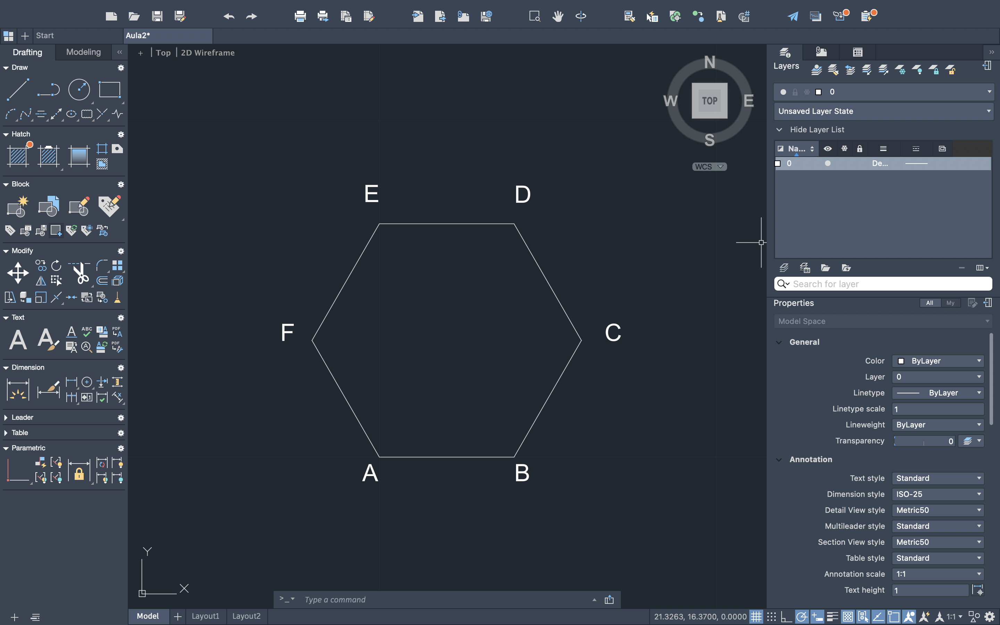 Start
Aula2*
Drafting
Modeling
+ Top 2D Wireframe
Draw
Hatch
Block
Modify
Text
A
A
A
ABC
A
PDF
A
A
A
A
PDF
A
Dimension
Leader
Table
Parametric
N
W
TOP
E
S
WCS
E
D
F
C
A
B
Y
X
>_ Type a command
Model
Layout1
Layout2
21.3263, 16.3700, 0.0000
1:1
Layers
0
Unsaved Layer State
Hide Layer List
Na...
0
De...
Search for layer
Properties
All
My
Model Space
General
Color ByLayer
Layer 0
Linetype ByLayer
Linetype scale 1
Lineweight ByLayer
Transparency 0
Annotation
Text style Standard
Dimension style ISO-25
Detail View style Metric50
Multileader style Standard
Section View style Metric50
Table style Standard
Annotation scale 1:1
Text height 1